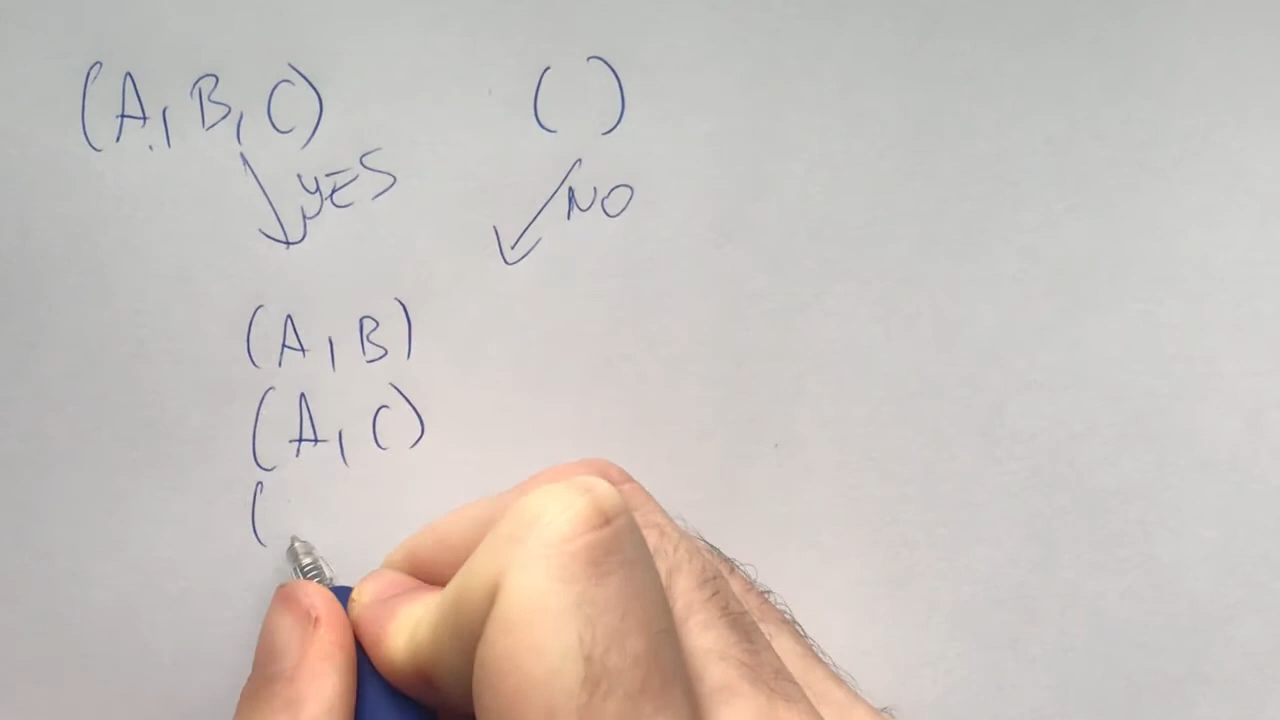 (A, B, C) ( )
YES NO
(A, B)
(A, C)
(